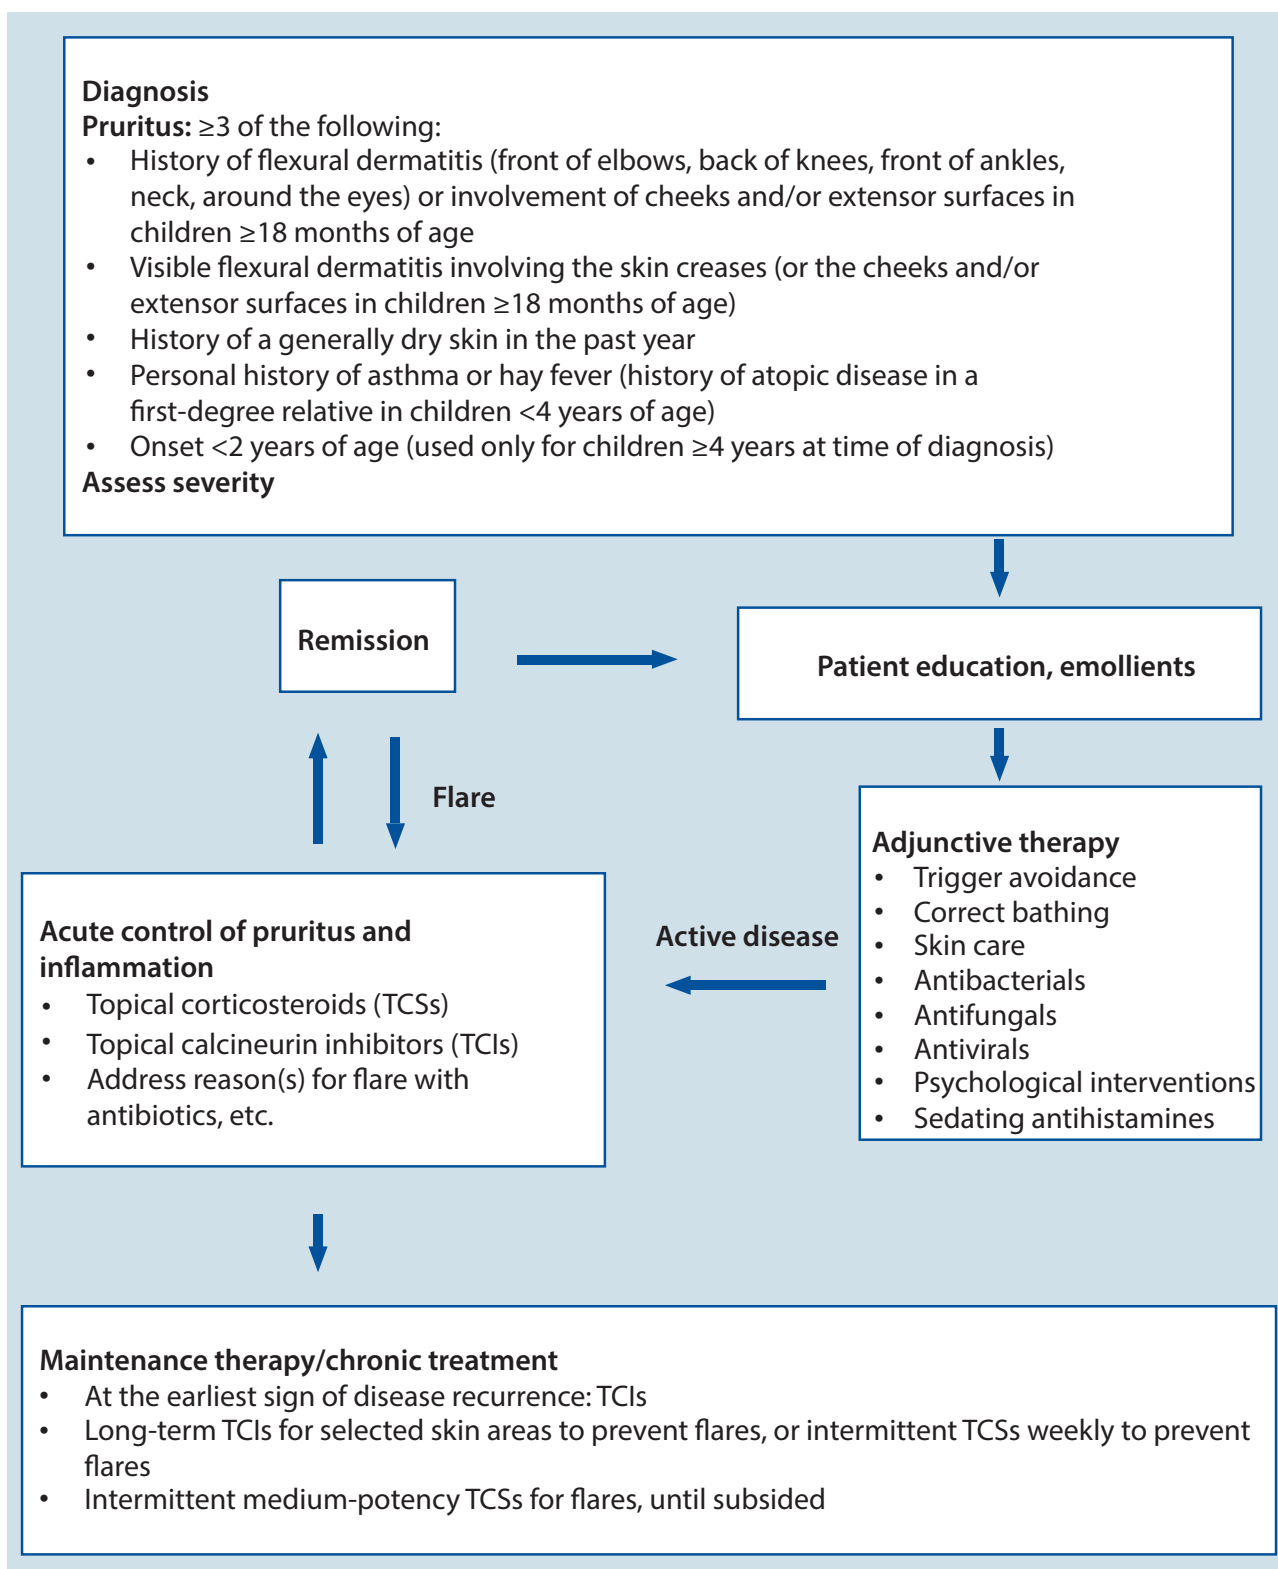 Diagnosis
Pruritus: ≥3 of the following:
• History of flexural dermatitis (front of elbows, back of knees, front of ankles,
neck, around the eyes) or involvement of cheeks and/or extensor surfaces in
children ≥18 months of age
• Visible flexural dermatitis involving the skin creases (or the cheeks and/or
extensor surfaces in children ≥18 months of age)
• History of a generally dry skin in the past year
• Personal history of asthma or hay fever (history of atopic disease in a
first-degree relative in children <4 years of age)
• Onset <2 years of age (used only for children ≥4 years at time of diagnosis)
Assess severity
Remission
Patient education, emollients
Flare
Adjunctive therapy
• Trigger avoidance
• Correct bathing
• Skin care
• Antibacterials
• Antifungals
• Antivirals
• Psychological interventions
• Sedating antihistamines
Active disease
Acute control of pruritus and
inflammation
• Topical corticosteroids (TCSs)
• Topical calcineurin inhibitors (TCIs)
• Address reason(s) for flare with
antibiotics, etc.
Maintenance therapy/chronic treatment
• At the earliest sign of disease recurrence: TCIs
• Long-term TCIs for selected skin areas to prevent flares, or intermittent TCSs weekly to prevent
flares
• Intermittent medium-potency TCSs for flares, until subsided